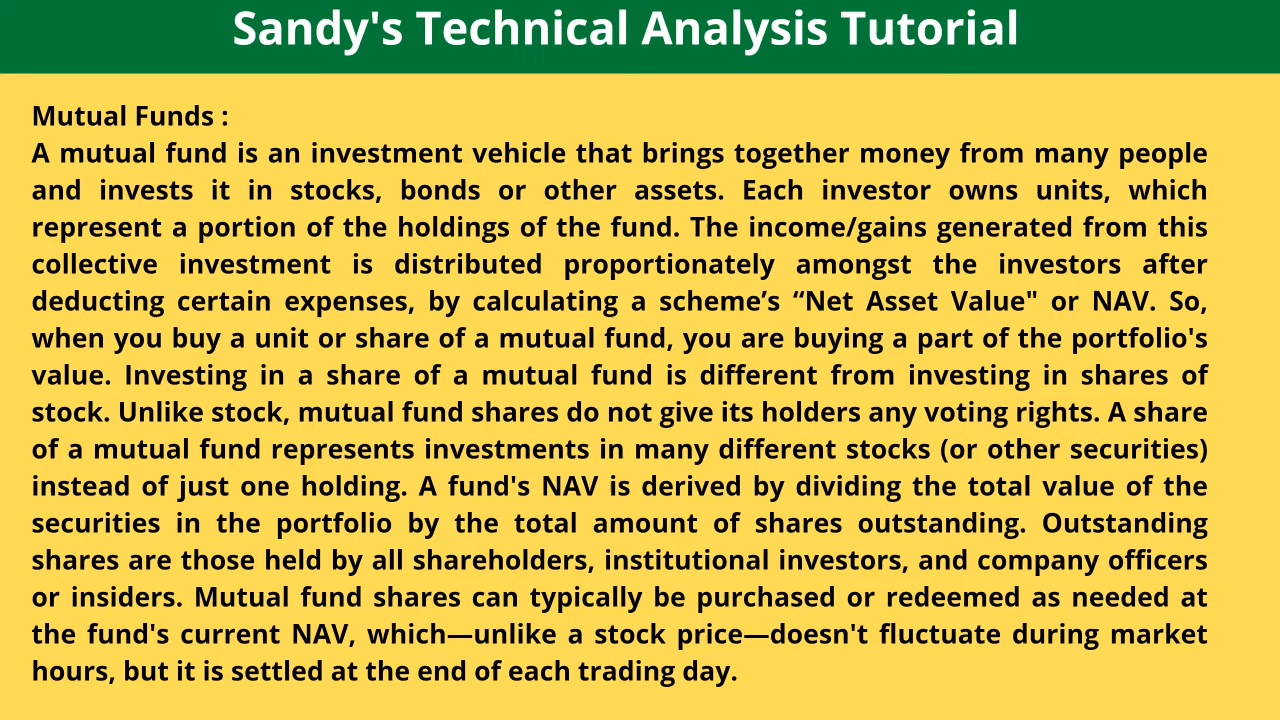 Sandy's Technical Analysis Tutorial
Mutual Funds :
A mutual fund is an investment vehicle that brings together money from many people
and invests it in stocks, bonds or other assets. Each investor owns units, which
represent a portion of the holdings of the fund. The income/gains generated from this
collective investment is distributed proportionately amongst the investors after
deducting certain expenses, by calculating a scheme’s “Net Asset Value" or NAV. So,
when you buy a unit or share of a mutual fund, you are buying a part of the portfolio's
value. Investing in a share of a mutual fund is different from investing in shares of
stock. Unlike stock, mutual fund shares do not give its holders any voting rights. A share
of a mutual fund represents investments in many different stocks (or other securities)
instead of just one holding. A fund's NAV is derived by dividing the total value of the
securities in the portfolio by the total amount of shares outstanding. Outstanding
shares are those held by all shareholders, institutional investors, and company officers
or insiders. Mutual fund shares can typically be purchased or redeemed as needed at
the fund's current NAV, which—unlike a stock price—doesn't fluctuate during market
hours, but it is settled at the end of each trading day.